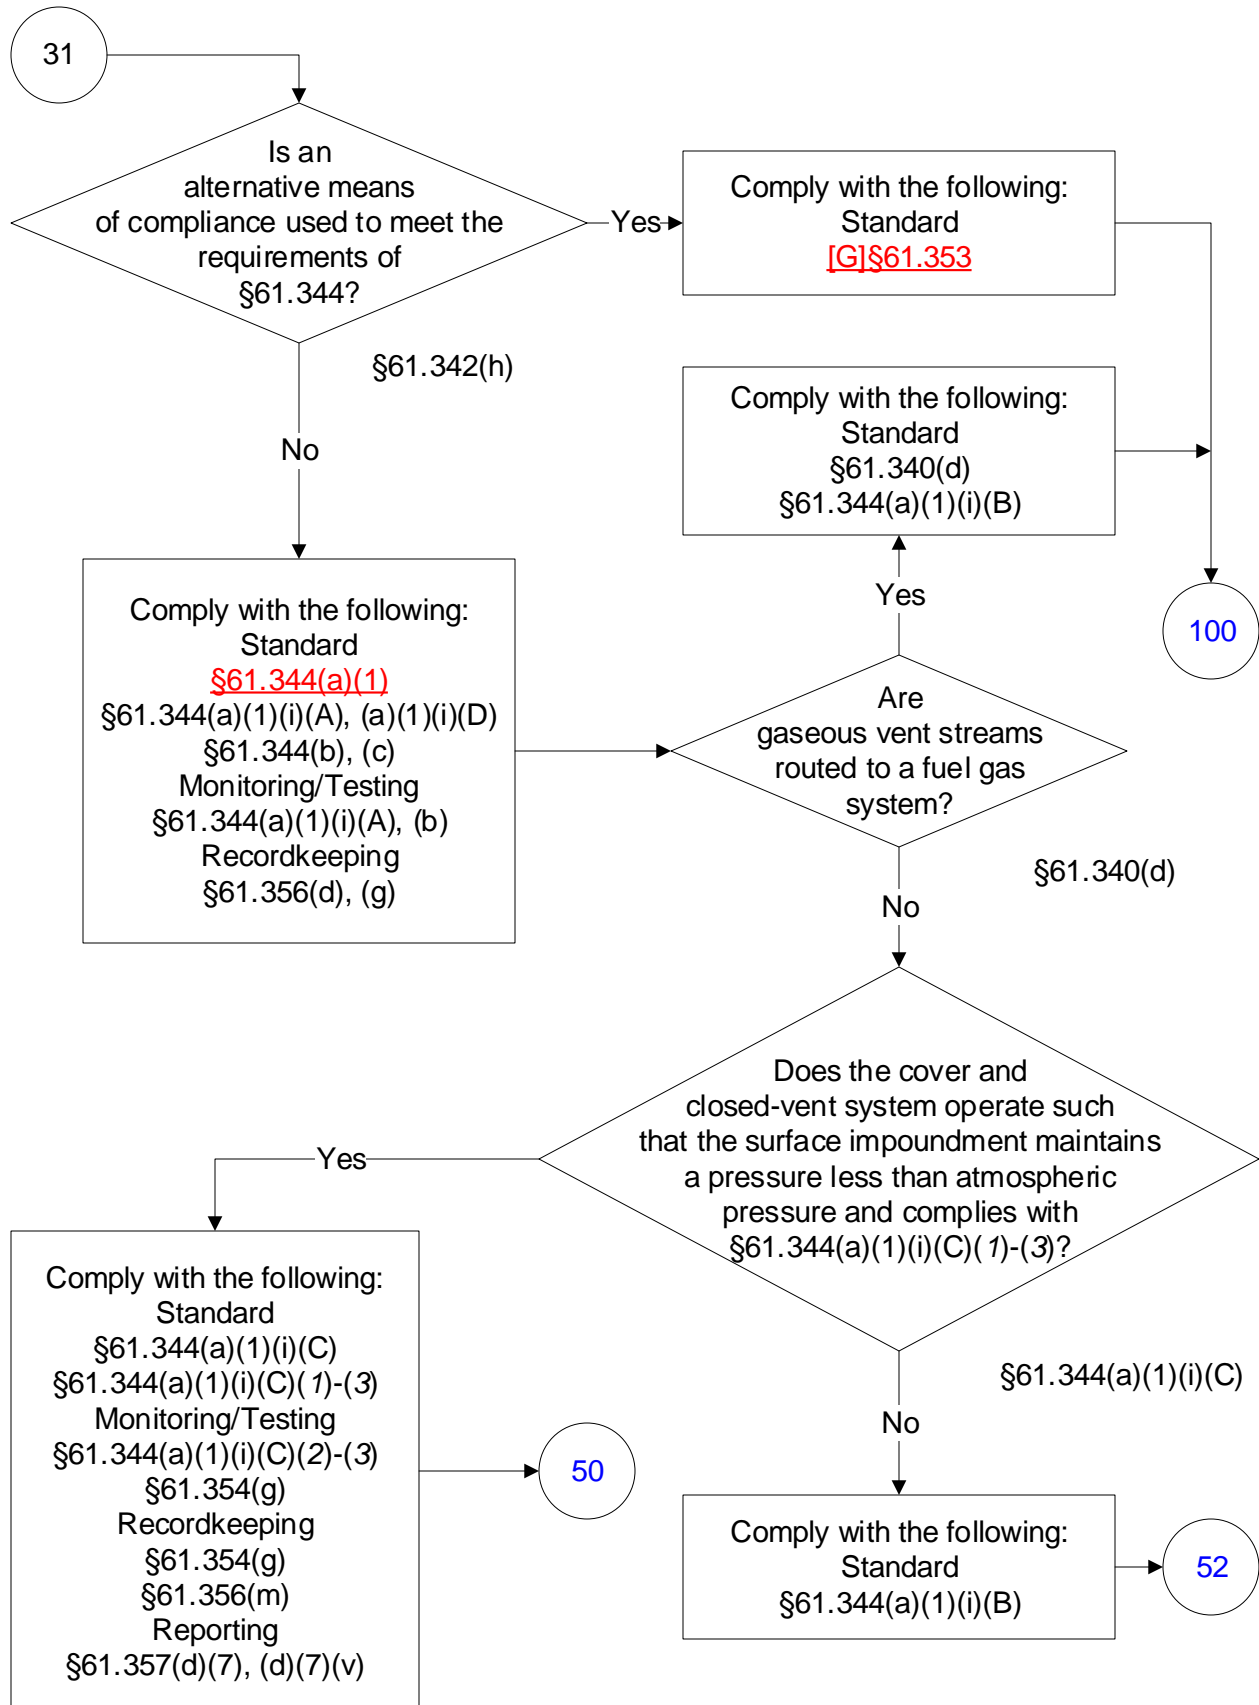 31
Is an
alternative means
of compliance used to meet the
requirements of
§61.344?
Yes
Comply with the following:
Standard
[G]§61.353
§61.342(h)
No
Comply with the following:
Standard
§61.340(d)
§61.344(a)(1)(i)(B)
100
Comply with the following:
Standard
§61.344(a)(1)
§61.344(a)(1)(i)(A), (a)(1)(i)(D)
§61.344(b), (c)
Monitoring/Testing
§61.344(a)(1)(i)(A), (b)
Recordkeeping
§61.356(d), (g)
Yes
Are
gaseous vent streams
routed to a fuel gas
system?
§61.340(d)
No
Does the cover and
closed-vent system operate such
that the surface impoundment maintains
a pressure less than atmospheric
pressure and complies with
§61.344(a)(1)(i)(C)(1)-(3)?
Yes
Comply with the following:
Standard
§61.344(a)(1)(i)(C)
§61.344(a)(1)(i)(C)(1)-(3)
Monitoring/Testing
§61.344(a)(1)(i)(C)(2)-(3)
§61.354(g)
Recordkeeping
§61.354(g)
§61.356(m)
Reporting
§61.357(d)(7), (d)(7)(v)
50
§61.344(a)(1)(i)(C)
No
Comply with the following:
Standard
§61.344(a)(1)(i)(B)
52